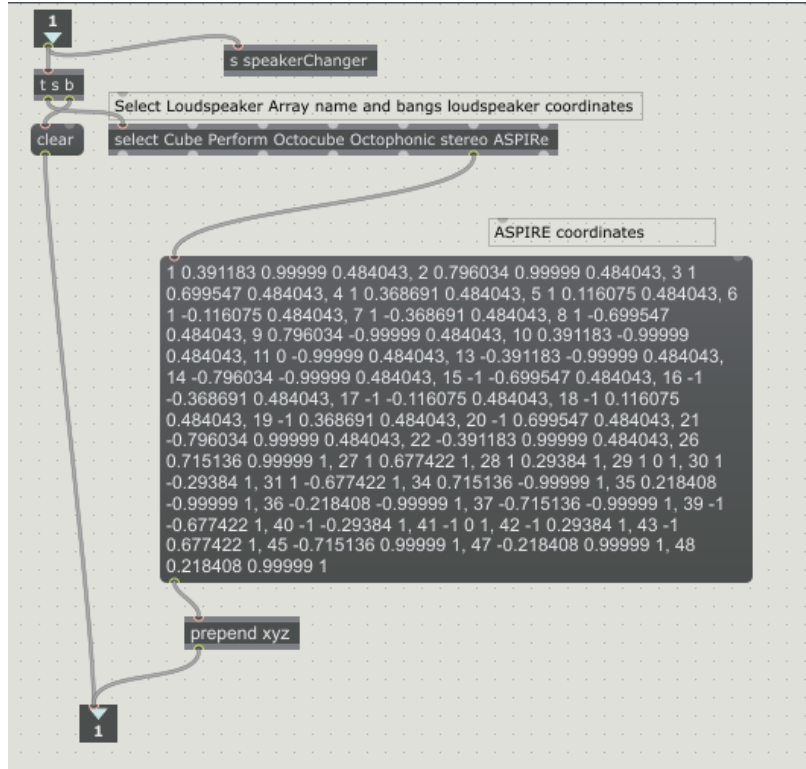 1
s speakerChanger
t s b
Select Loudspeaker Array name and bangs loudspeaker coordinates
clear
select Cube Perform Octocube Octophonic stereo ASPIRe
ASPIRE coordinates
1 0.391183 0.99999 0.484043, 2 0.796034 0.99999 0.484043, 3 1
0.699547 0.484043, 4 1 0.368691 0.484043, 5 1 0.116075 0.484043, 6
1 -0.116075 0.484043, 7 1 -0.368691 0.484043, 8 1 -0.699547
0.484043, 9 0.796034 -0.99999 0.484043, 10 0.391183 -0.99999
0.484043, 11 0 -0.99999 0.484043, 13 -0.391183 -0.99999 0.484043,
14 -0.796034 -0.99999 0.484043, 15 -1 -0.699547 0.484043, 16 -1
-0.368691 0.484043, 17 -1 -0.116075 0.484043, 18 -1 0.116075
0.484043, 19 -1 0.368691 0.484043, 20 -1 0.699547 0.484043, 21
-0.796034 0.99999 0.484043, 22 -0.391183 0.99999 0.484043, 26
0.715136 0.99999 1, 27 1 0.677422 1, 28 1 0.29384 1, 29 1 0 1, 30 1
-0.29384 1, 31 1 -0.677422 1, 34 0.715136 -0.99999 1, 35 0.218408
-0.99999 1, 36 -0.218408 -0.99999 1, 37 -0.715136 -0.99999 1, 39 -1
-0.677422 1, 40 -1 -0.29384 1, 41 -1 0 1, 42 -1 0.29384 1, 43 -1
0.677422 1, 45 -0.715136 0.99999 1, 47 -0.218408 0.99999 1, 48
0.218408 0.99999 1
prepend xyz
1